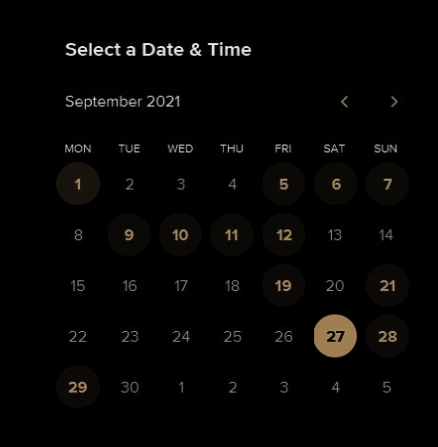 Select a Date & Time
September 2021
MON TUE WED THU FRI SAT SUN
1 2 3 4 5 6 7
8 9 10 11 12 13 14
15 16 17 18 19 20 21
22 23 24 25 26 27 28
29 30 1 2 3 4 5